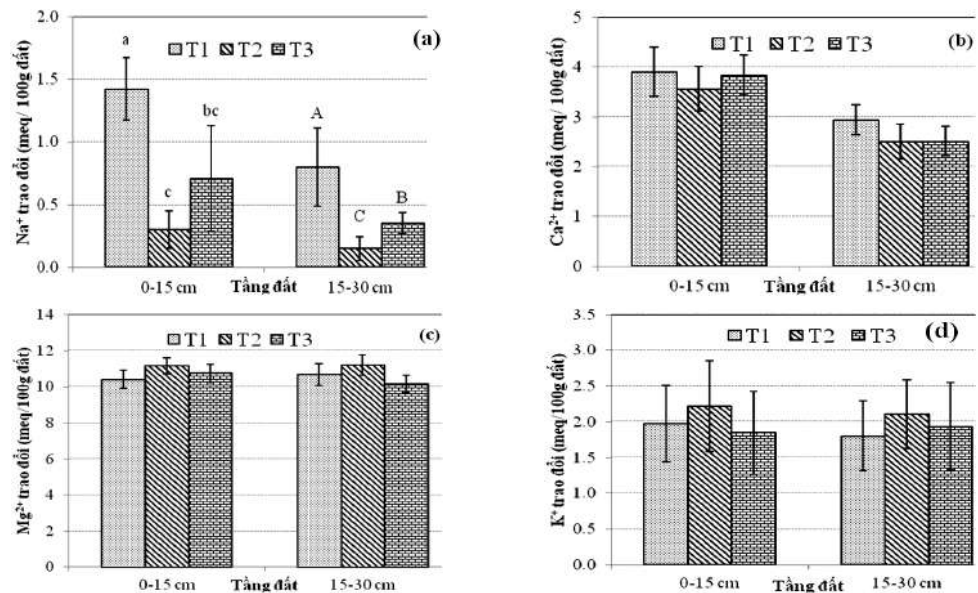 (a)
Na⁺ trao đổi (meq/ 100g đất)
2.0
1.5
1.0
0.5
0.0
T1 T2 T3
a
c
bc
A
C
B
0-15 cm Tầng đất 15-30 cm
(b)
Ca²⁺ trao đổi (meq/ 100g đất)
5
4
3
2
1
0
T1 T2 T3
0-15 cm Tầng đất 15-30 cm
(c)
Mg²⁺ trao đổi (meq/100g đất)
14
12
10
8
6
4
2
0
T1 T2 T3
0-15 cm Tầng đất 15-30 cm
(d)
K⁺ trao đổi (meq/100g đất)
3.5
3.0
2.5
2.0
1.5
1.0
0.5
0.0
T1 T2 T3
0-15 cm Tầng đất 15-30 cm